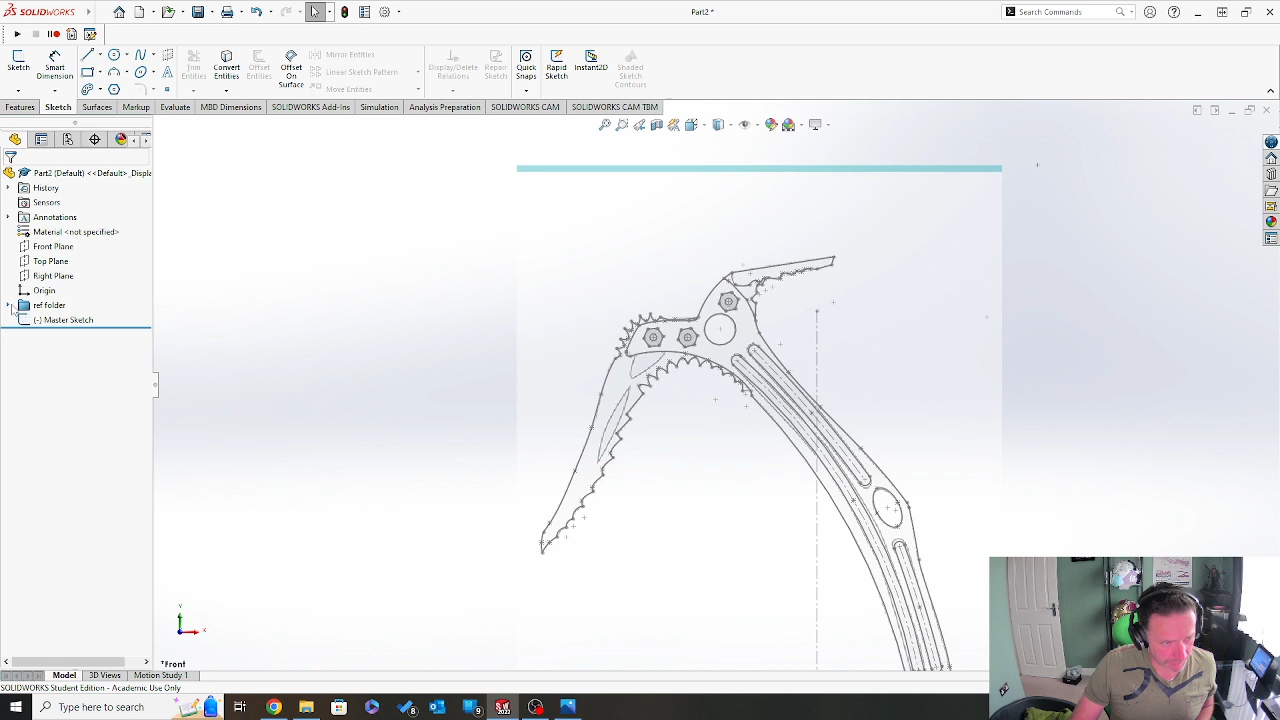 SOLIDWORKS
Part2 *
Search Commands
Sketch
Smart Dimension
Trim Entities
Convert Entities
Offset Entities
Offset On Surface
Mirror Entities
Linear Sketch Pattern
Move Entities
Display/Delete Relations
Repair Sketch
Quick Snaps
Rapid Sketch
Instant2D
Shaded Sketch Contours
Features
Sketch
Surfaces
Markup
Evaluate
MBD Dimensions
SOLIDWORKS Add-Ins
Simulation
Analysis Preparation
SOLIDWORKS CAM
SOLIDWORKS CAM TBM
Part2 (Default) <<Default>_Displa
History
Sensors
Annotations
Material <not specified>
Front Plane
Top Plane
Right Plane
Origin
ref folder
(-) Master Sketch
Y
X
*Front
Model
3D Views
Motion Study 1
SOLIDWORKS Student Edition - Academic Use Only
Type here to search